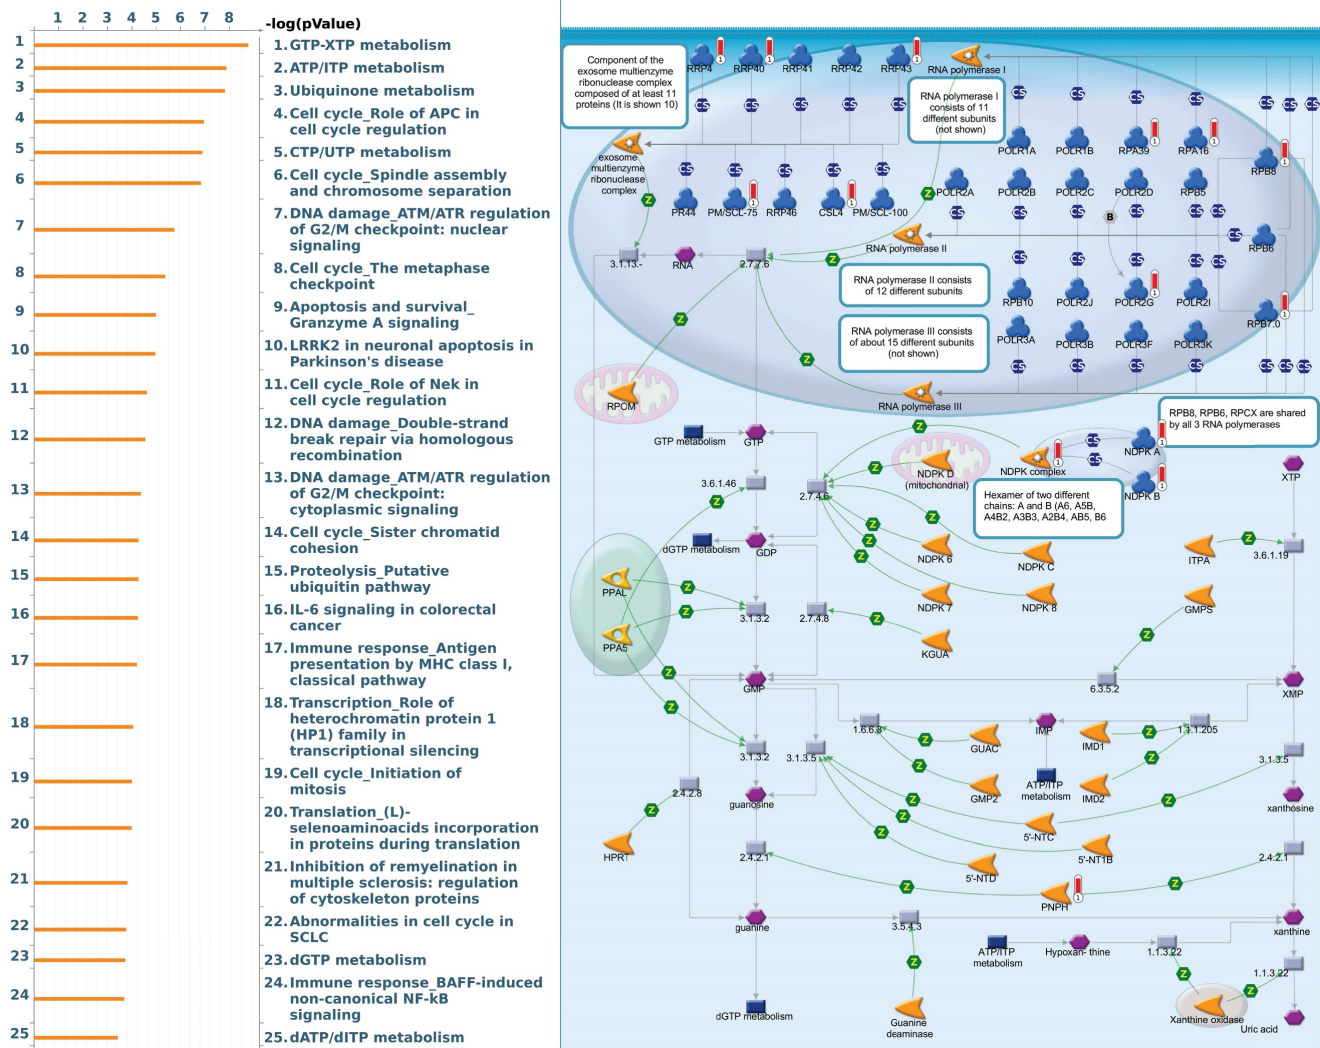 1 2 3 4 5 6 7 8
-log(pValue)
1
2
3
4
5
6
7
8
9
10
11
12
13
14
15
16
17
18
19
20
21
22
23
24
25
1. GTP-XTP metabolism
2. ATP/ITP metabolism
3. Ubiquinone metabolism
4. Cell cycle_Role of APC in
cell cycle regulation
5. CTP/UTP metabolism
6. Cell cycle_Spindle assembly
and chromosome separation
7. DNA damage_ATM/ATR regulation
of G2/M checkpoint: nuclear
signaling
8. Cell cycle_The metaphase
checkpoint
9. Apoptosis and survival_
Granzyme A signaling
10. LRRK2 in neuronal apoptosis in
Parkinson's disease
11. Cell cycle_Role of Nek in
cell cycle regulation
12. DNA damage_Double-strand
break repair via homologous
recombination
13. DNA damage_ATM/ATR regulation
of G2/M checkpoint:
cytoplasmic signaling
14. Cell cycle_Sister chromatid
cohesion
15. Proteolysis_Putative
ubiquitin pathway
16. IL-6 signaling in colorectal
cancer
17. Immune response_Antigen
presentation by MHC class I,
classical pathway
18. Transcription_Role of
heterochromatin protein 1
(HP1) family in
transcriptional silencing
19. Cell cycle_Initiation of
mitosis
20. Translation_(L)-
selenoaminoacids incorporation
in proteins during translation
21. Inhibition of remyelination in
multiple sclerosis: regulation
of cytoskeleton proteins
22. Abnormalities in cell cycle in
SCLC
23. dGTP metabolism
24. Immune response_BAFF-induced
non-canonical NF-kB
signaling
25. dATP/dITP metabolism
Component of the
exosome multienzyme
ribonuclease complex
composed of at least 11
proteins (It is shown 10)
RRP4 RRP40 RRP41 RRP42 RRP43 RNA polymerase I
RNA polymerase I
consists of 11
different subunits
(not shown)
exosome
multienzyme
ribonuclease
complex
POLR1A POLR1B RPA39 RPA16 RPB8
PR44 PM/SCL-75 RRP46 CSL4 PM/SCL-100
POLR2A POLR2B POLR2C POLR2D RPB5
RNA polymerase II RPB6
3.1.13.- RNA 2.7.7.6
RNA polymerase II consists
of 12 different subunits
RPB10 POLR2J POLR2G POLR2I RPB7.0
RNA polymerase III consists
of about 15 different subunits
(not shown)
POLR3A POLR3B POLR3F POLR3K
RPOM RNA polymerase III
RPB8, RPB6, RPCX are shared
by all 3 RNA polymerases
GTP metabolism GTP
NDPK D
(mitochondrial)
NDPK complex NDPK A
NDPK B
XTP
3.6.1.46 2.7.4.6
Hexamer of two different
chains: A and B (A6, A5B,
A4B2, A3B3, A2B4, AB5, B6
dGTP metabolism GDP NDPK 6 NDPK C ITPA 3.6.1.19
PPAL NDPK 7 NDPK 8 GMPS
3.1.3.2 2.7.4.8
PPA5 KGUA
GMP 6.3.5.2 XMP
1.6.6.8 IMP 1.1.1.205
GUAC IMD1
3.1.3.2 3.1.3.5 3.1.3.5
2.4.2.8 guanosine GMP2
ATP/ITP
metabolism
IMD2 xanthosine
5'-NTC
HPRT 2.4.2.1 5'-NT1B 2.4.2.1
5'-NTD
PNPH
guanine 3.5.4.3 xanthine
ATP/ITP
metabolism
Hypoxan- thine 1.1.3.22
1.1.3.22
dGTP metabolism
Guanine
deaminase
Xanthine oxidase Uric acid